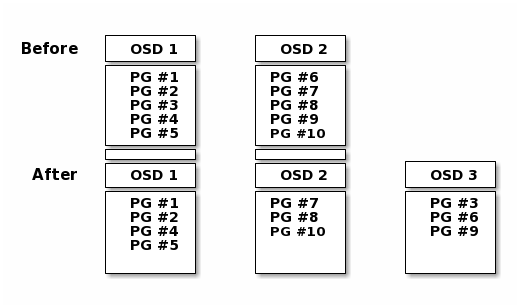 Before OSD 1 OSD 2
PG #1 PG #6
PG #2 PG #7
PG #3 PG #8
PG #4 PG #9
PG #5 PG #10
After OSD 1 OSD 2 OSD 3
PG #1 PG #7 PG #3
PG #2 PG #8 PG #6
PG #4 PG #10 PG #9
PG #5